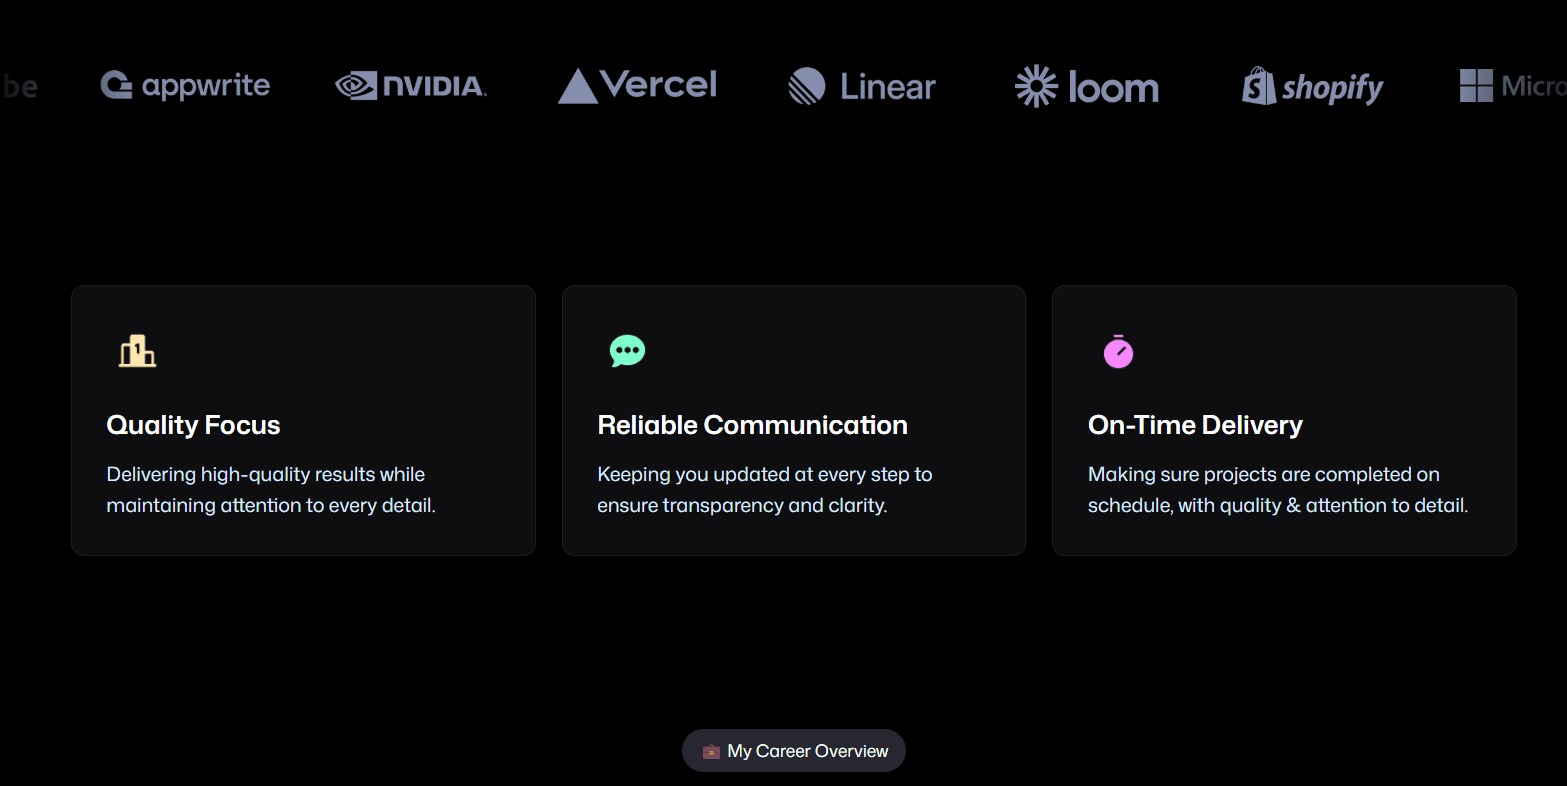 be appwrite nVIDIA. Vercel Linear loom shopify Micro
1
Quality Focus
Delivering high-quality results while
maintaining attention to every detail.
Reliable Communication
Keeping you updated at every step to
ensure transparency and clarity.
On-Time Delivery
Making sure projects are completed on
schedule, with quality & attention to detail.
My Career Overview